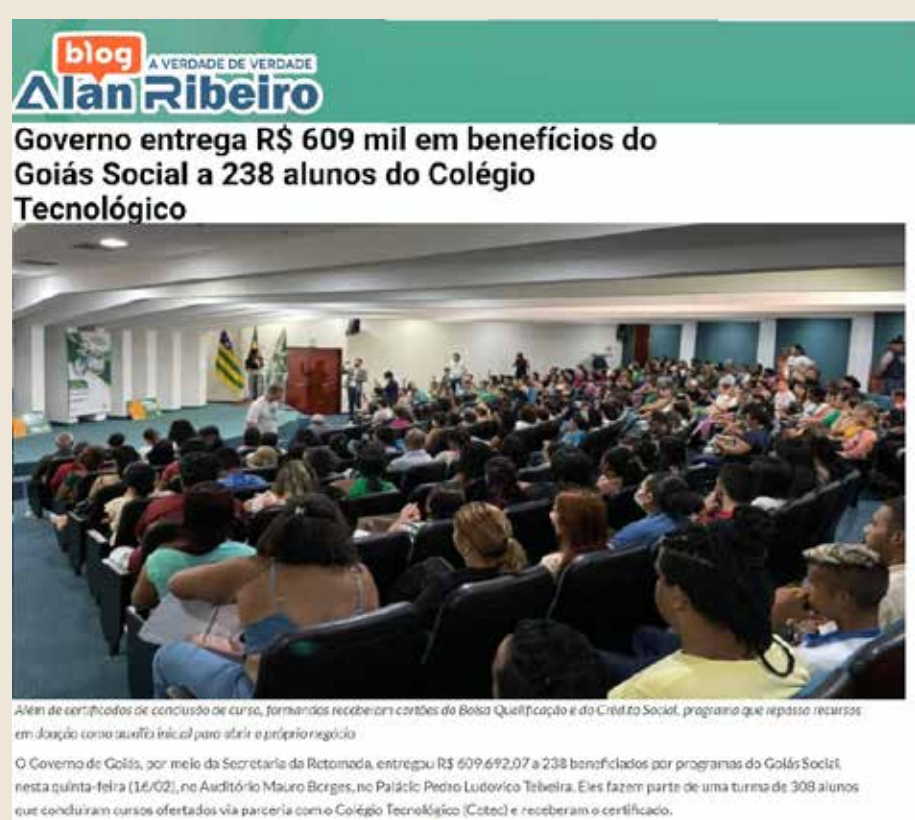 blog
A VERDADE DE VERDADE
Alan Ribeiro
Governo entrega R$ 609 mil em benefícios do
Goiás Social a 238 alunos do Colégio
Tecnológico
Além de certificados de conclusão de curso, formandos receberam cartões do Bolsa Qualificação e do Crédito Social, programa que repassa recursos
em doação como auxílio inicial para abrir o próprio negócio
O Governo de Goiás, por meio da Secretaria da Retomada, entregou R$ 609.692,07 a 238 beneficiados por programas do Goiás Social,
nesta quinta-feira (16/02), no Auditório Mauro Borges, no Palácio Pedro Ludovico Teixeira. Eles fazem parte de uma turma de 308 alunos
que concluíram cursos ofertados via parceria com o Colégio Tecnológico (Cotec) e receberam o certificado.